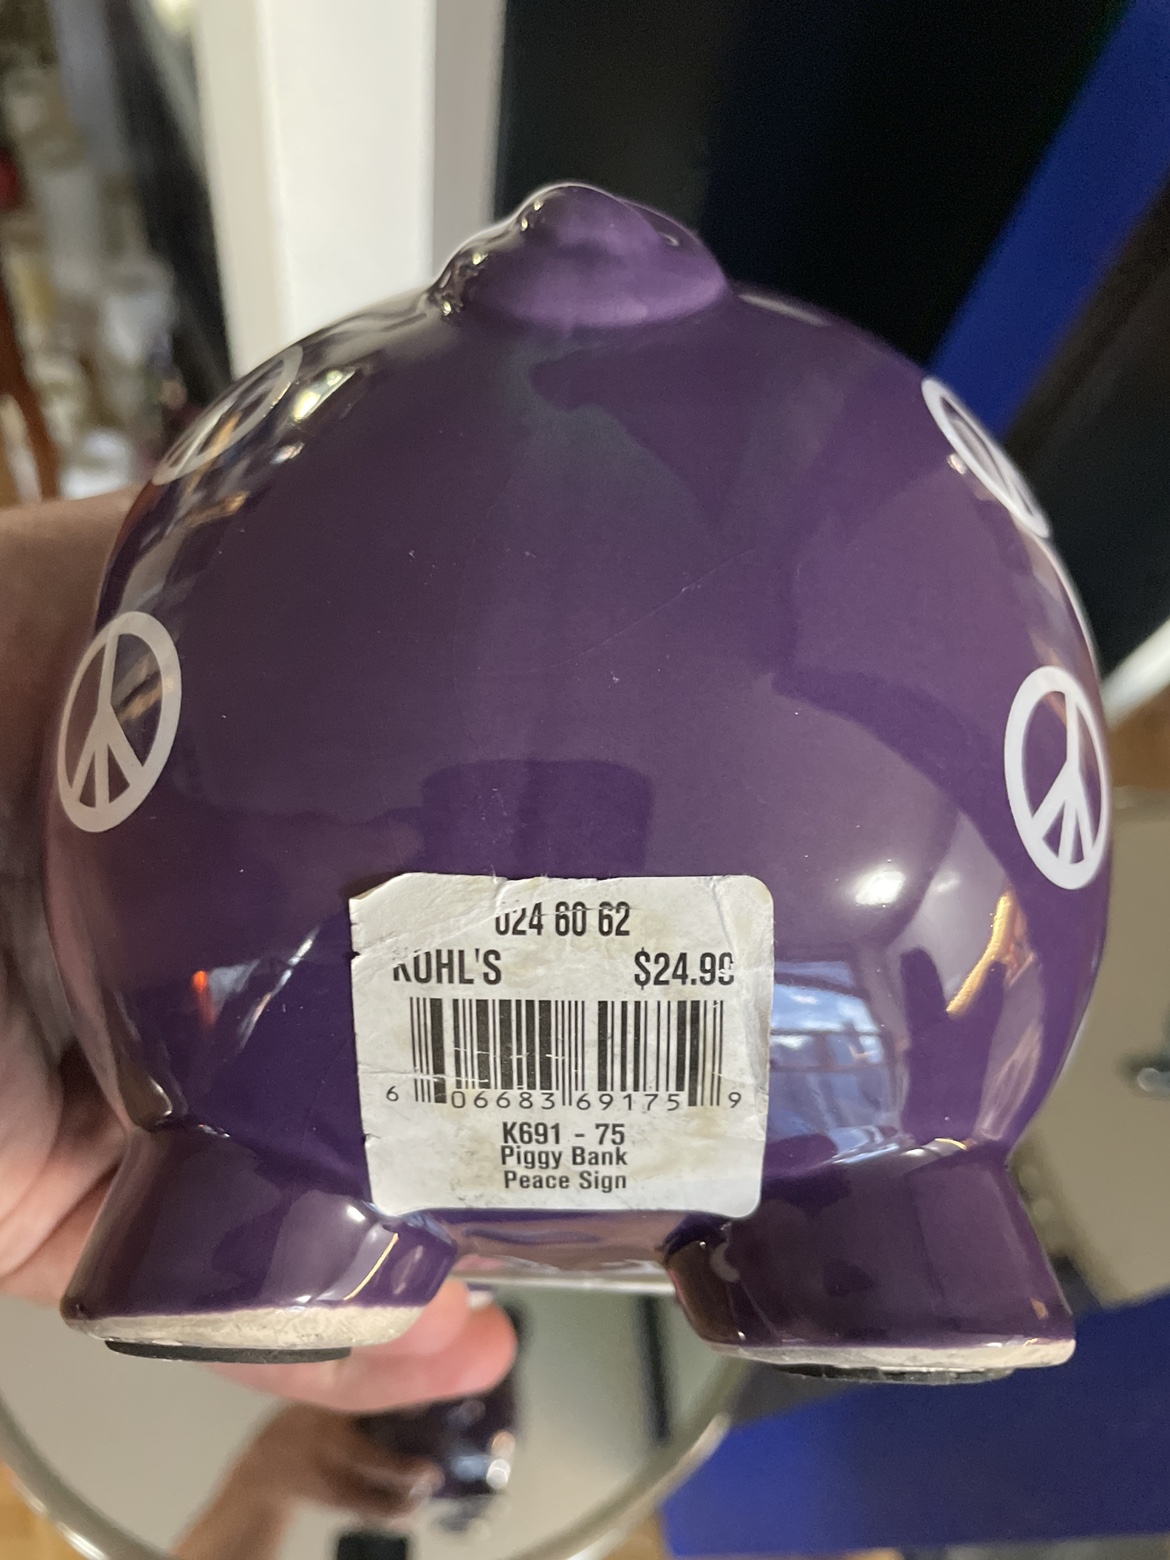 024 60 62
KOHL'S $24.99
6 06683 69175 9
K691 - 75
Piggy Bank
Peace Sign